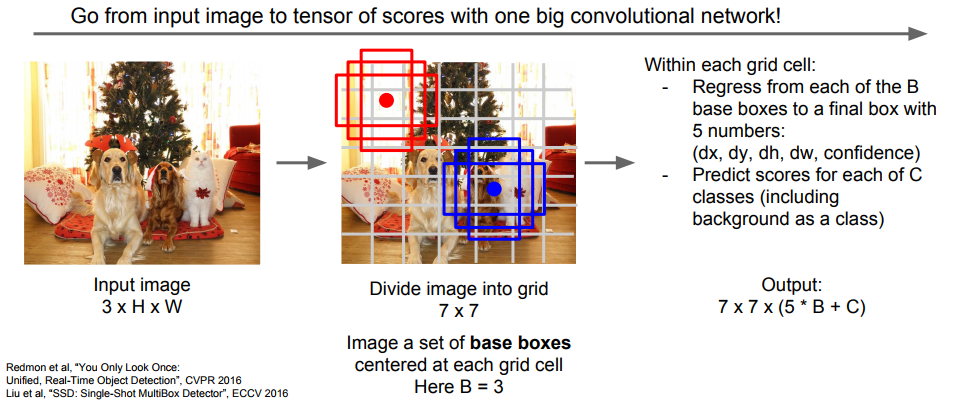 Go from input image to tensor of scores with one big convolutional network!
Input image
3 x H x W
Divide image into grid
7 x 7
Image a set of base boxes
centered at each grid cell
Here B = 3
Within each grid cell:
- Regress from each of the B
base boxes to a final box with
5 numbers:
(dx, dy, dh, dw, confidence)
- Predict scores for each of C
classes (including
background as a class)
Output:
7 x 7 x (5 * B + C)
Redmon et al, "You Only Look Once:
Unified, Real-Time Object Detection", CVPR 2016
Liu et al, "SSD: Single-Shot MultiBox Detector", ECCV 2016